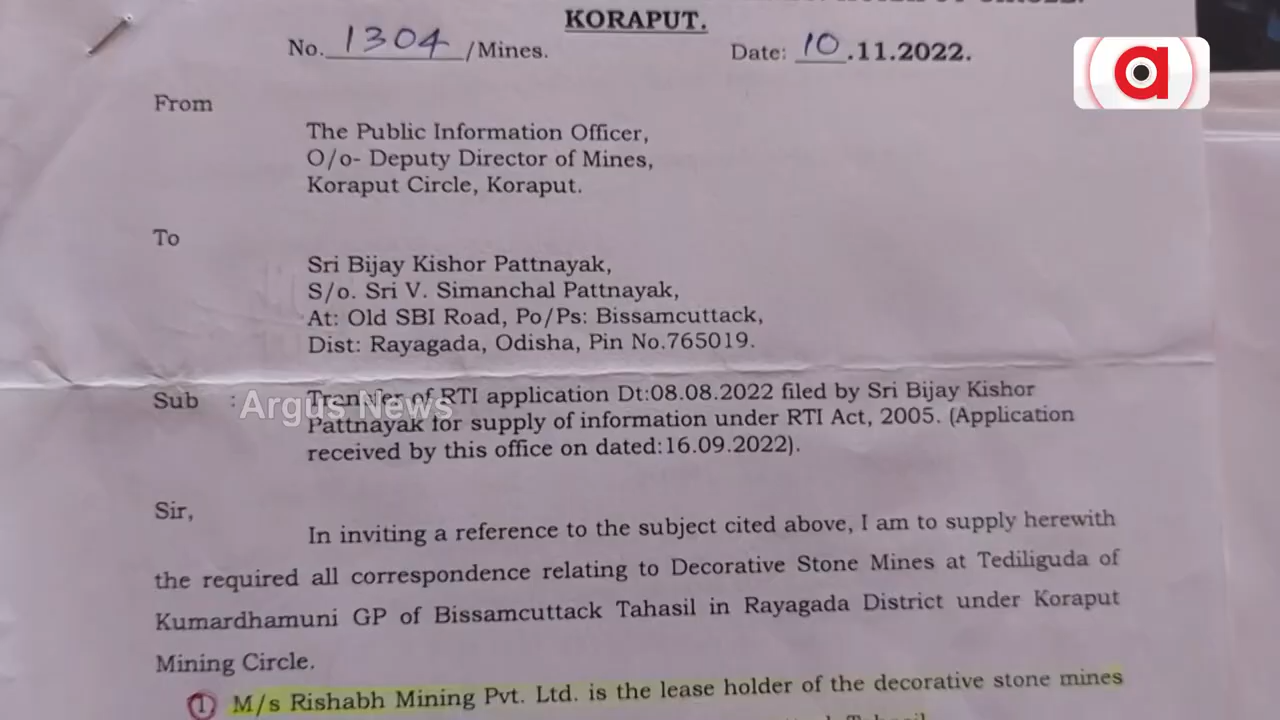 KORAPUT.
No. 1304 /Mines. Date: 10.11.2022.
a
From
The Public Information Officer,
O/o- Deputy Director of Mines,
Koraput Circle, Koraput.
To
Sri Bijay Kishor Pattnayak,
S/o. Sri V. Simanchal Pattnayak,
At: Old SBI Road, Po/Ps: Bissamcuttack,
Dist: Rayagada, Odisha, Pin No.765019.
Sub : Transfer of RTI application Dt:08.08.2022 filed by Sri Bijay Kishor
Argus News
Pattnayak for supply of information under RTI Act, 2005. (Application
received by this office on dated:16.09.2022).
Sir,
In inviting a reference to the subject cited above, I am to supply herewith
the required all correspondence relating to Decorative Stone Mines at Tediliguda of
Kumardhamuni GP of Bissamcuttack Tahasil in Rayagada District under Koraput
Mining Circle.
1 M/s Rishabh Mining Pvt. Ltd. is the lease holder of the decorative stone mines